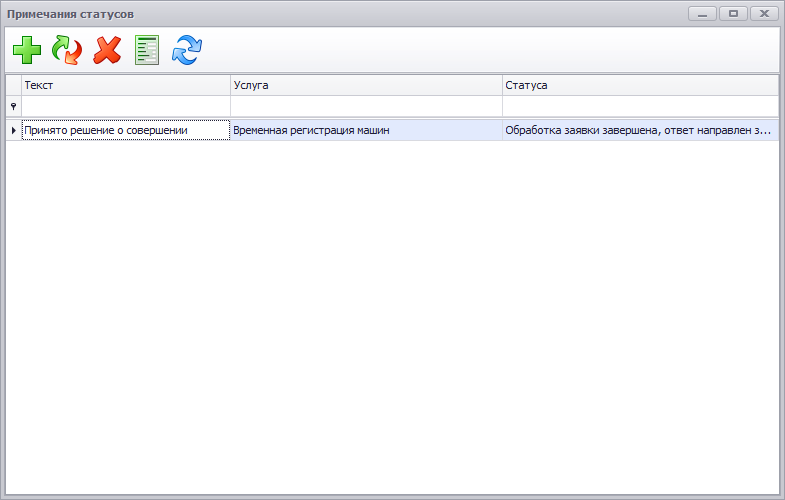 Примечания статусов
Текст Услуга Статуса
Принято решение о совершении Временная регистрация машин Обработка заявки завершена, ответ направлен з...